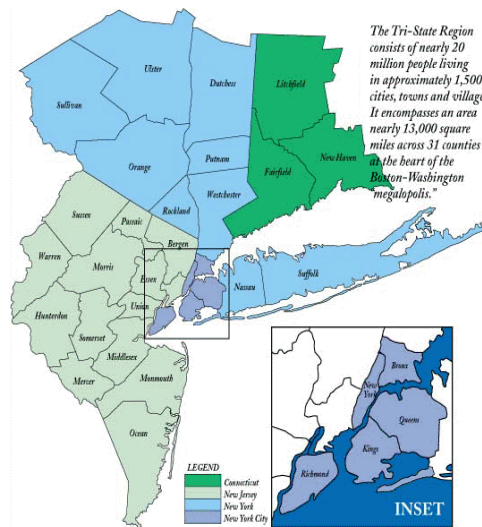 The Tri-State Region
consists of nearly 20
million people living
in approximately 1,500
cities, towns and village
It encompasses an area
nearly 13,000 square
miles across 31 counties
at the heart of the
Boston-Washington
"megalopolis."
Ulster
Dutchess
Litchfield
Sullivan
Orange
Putnam
New Haven
Fairfield
Westchester
Rockland
Sussex
Passaic
Bergen
Warren
Morris
Essex
Nassau
Suffolk
Hunterdon
Union
Somerset
Middlesex
Mercer
Monmouth
Ocean
Bronx
New
York
Queens
Kings
Richmond
INSET
LEGEND
Connecticut
New Jersey
New York
New York City